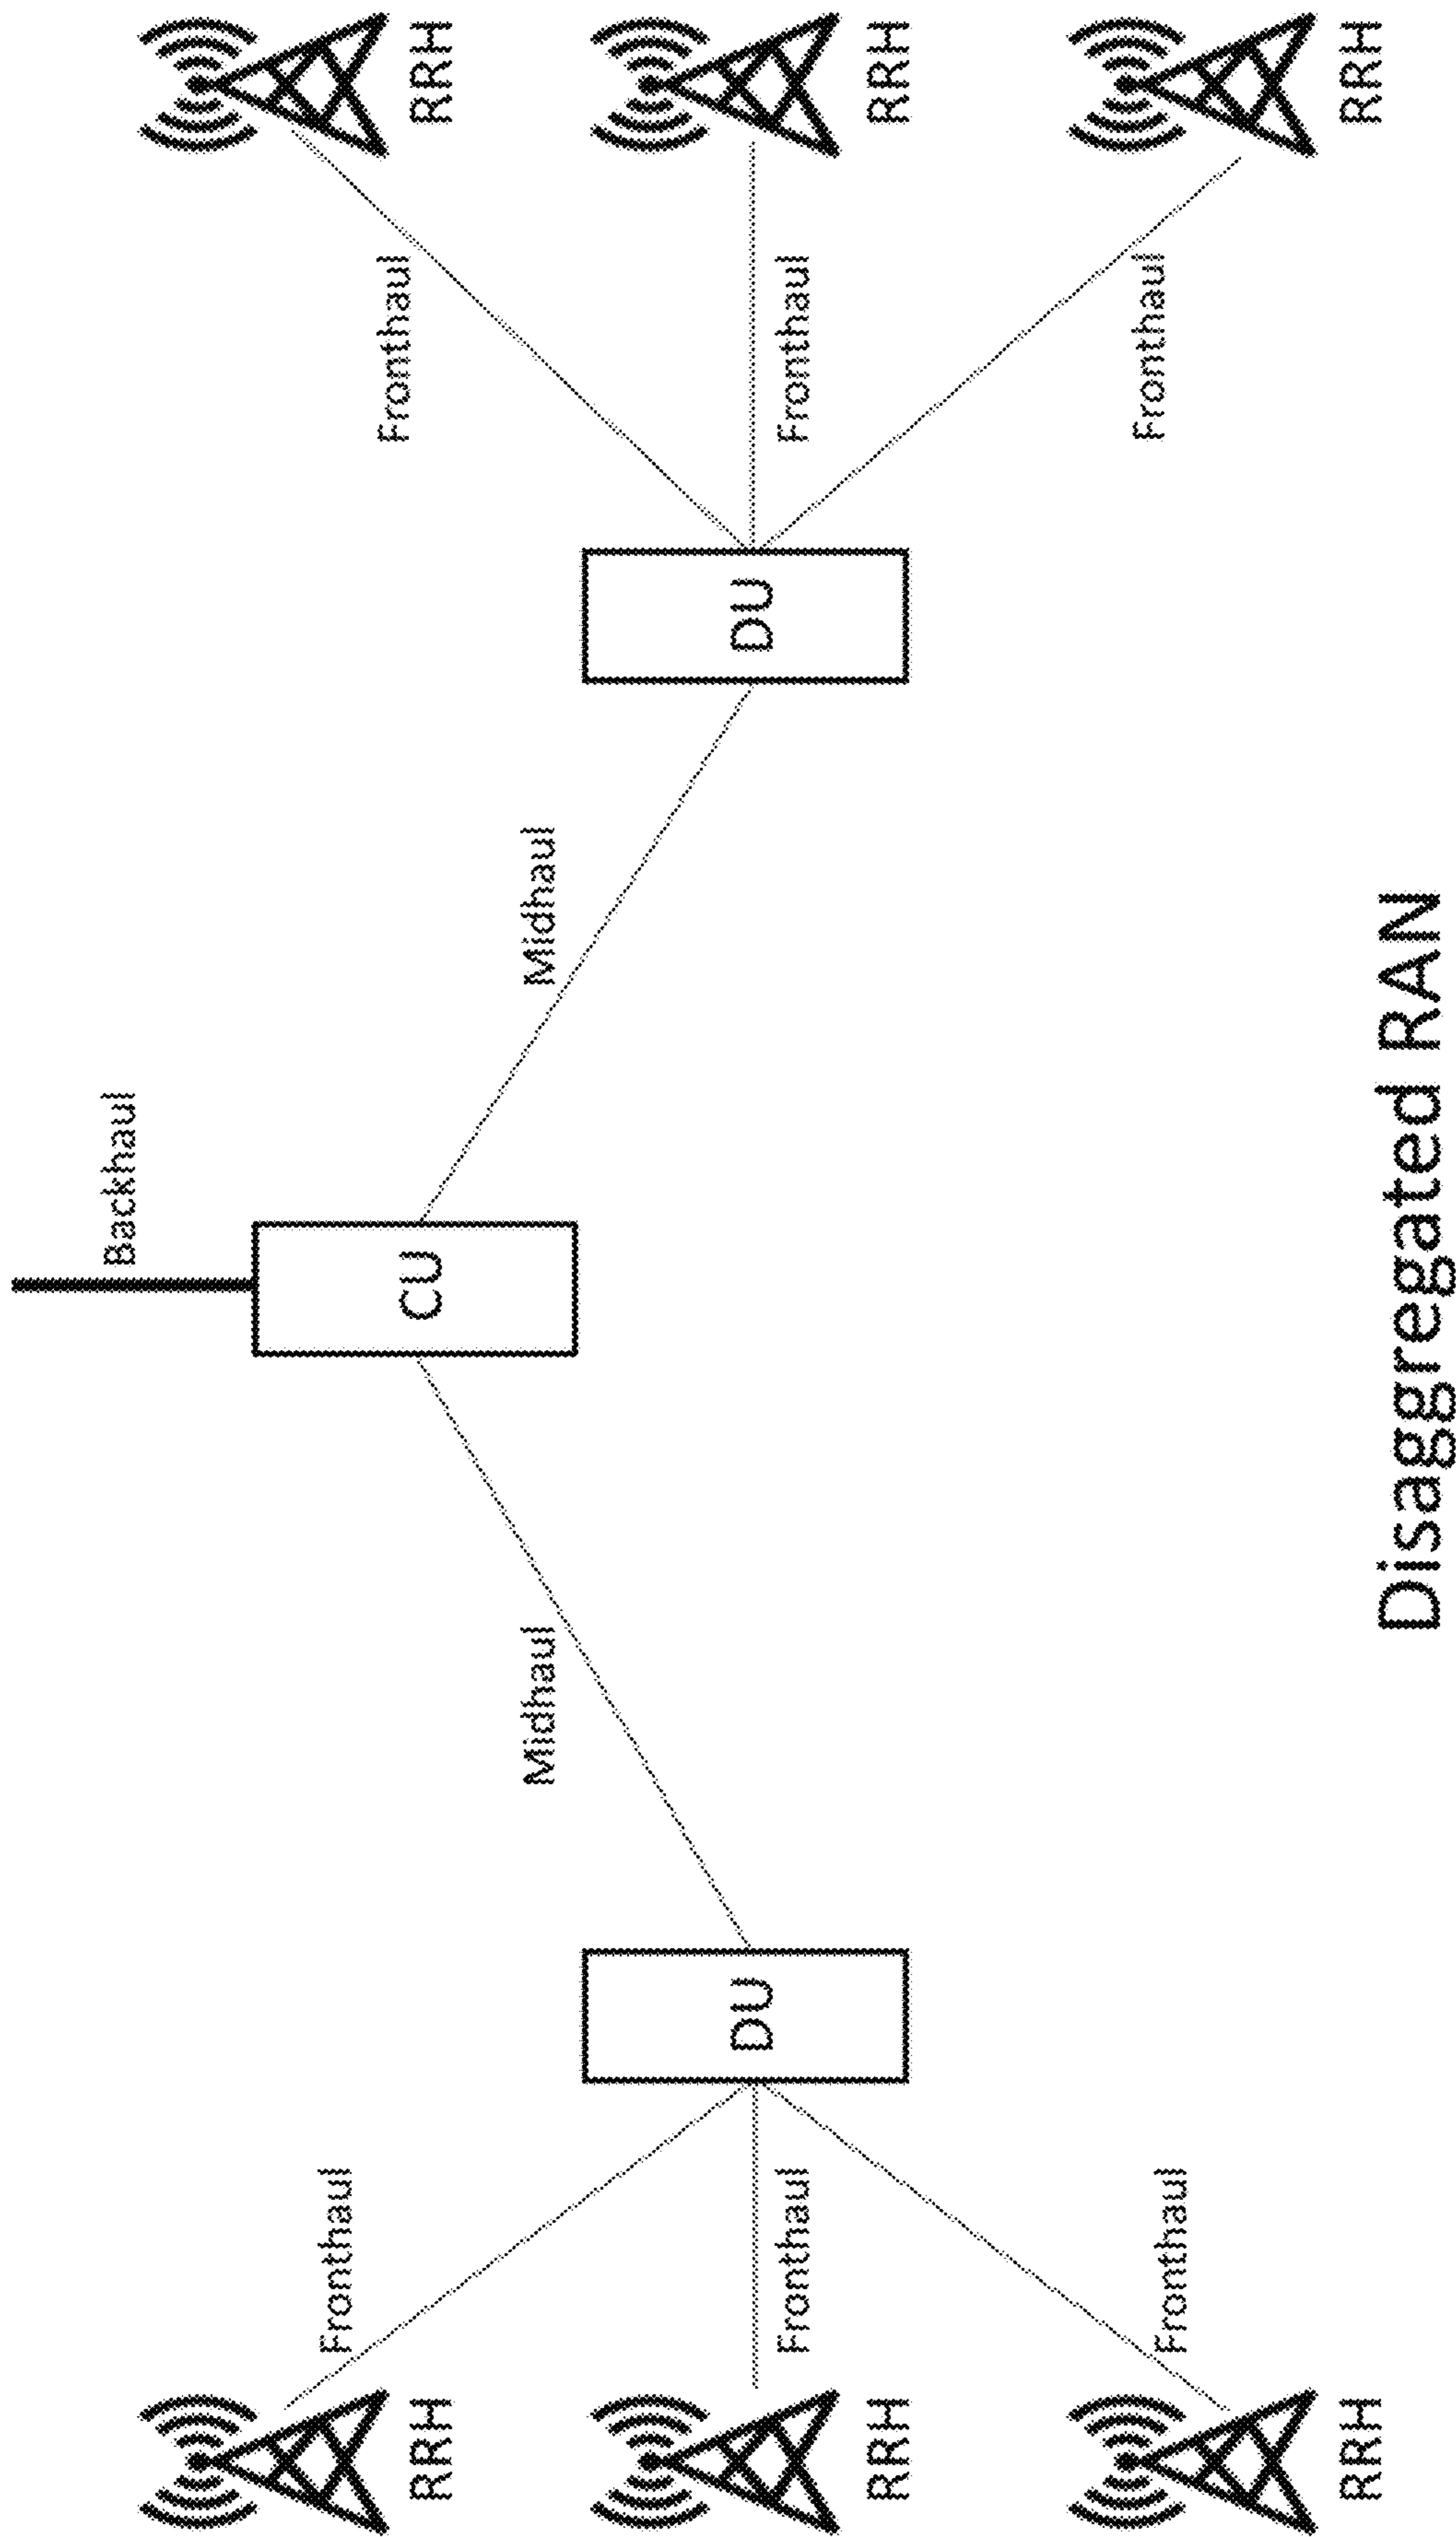 Backhaul
Fronthaul
Fronthaul
CU
RRH
RRH
Midhaul
Midhaul
DU
DU
Fronthaul
Fronthaul
RRH
RRH
Fronthaul
Fronthaul
RRH
RRH
Disaggregated RAN